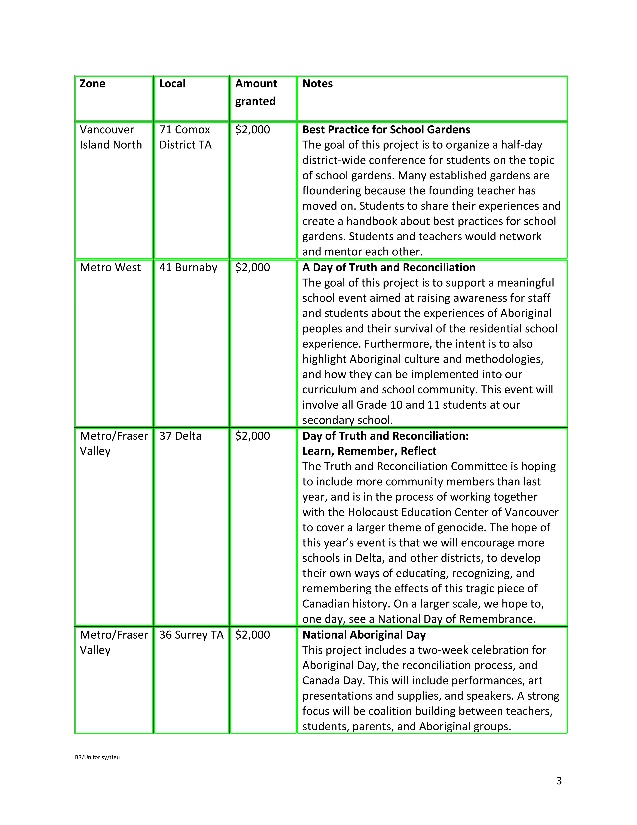 Zone Local Amount granted Notes
Vancouver Island North 71 Comox District TA $2,000 Best Practice for School Gardens
The goal of this project is to organize a half-day
district-wide conference for students on the topic
of school gardens. Many established gardens are
floundering because the founding teacher has
moved on. Students to share their experiences and
create a handbook about best practices for school
gardens. Students and teachers would network
and mentor each other.
Metro West 41 Burnaby $2,000 A Day of Truth and Reconciliation
The goal of this project is to support a meaningful
school event aimed at raising awareness for staff
and students about the experiences of Aboriginal
peoples and their survival of the residential school
experience. Furthermore, the intent is to also
highlight Aboriginal culture and methodologies,
and how they can be implemented into our
curriculum and school community. This event will
involve all Grade 10 and 11 students at our
secondary school.
Metro/Fraser Valley 37 Delta $2,000 Day of Truth and Reconciliation:
Learn, Remember, Reflect
The Truth and Reconciliation Committee is hoping
to include more community members than last
year, and is in the process of working together
with the Holocaust Education Center of Vancouver
to cover a larger theme of genocide. The hope of
this year's event is that we will encourage more
schools in Delta, and other districts, to develop
their own ways of educating, recognizing, and
remembering the effects of this tragic piece of
Canadian history. On a larger scale, we hope to,
one day, see a National Day of Remembrance.
Metro/Fraser Valley 36 Surrey TA $2,000 National Aboriginal Day
This project includes a two-week celebration for
Aboriginal Day, the reconciliation process, and
Canada Day. This will include performances, art
presentations and supplies, and speakers. A strong
focus will be coalition building between teachers,
students, parents, and Aboriginal groups.
3